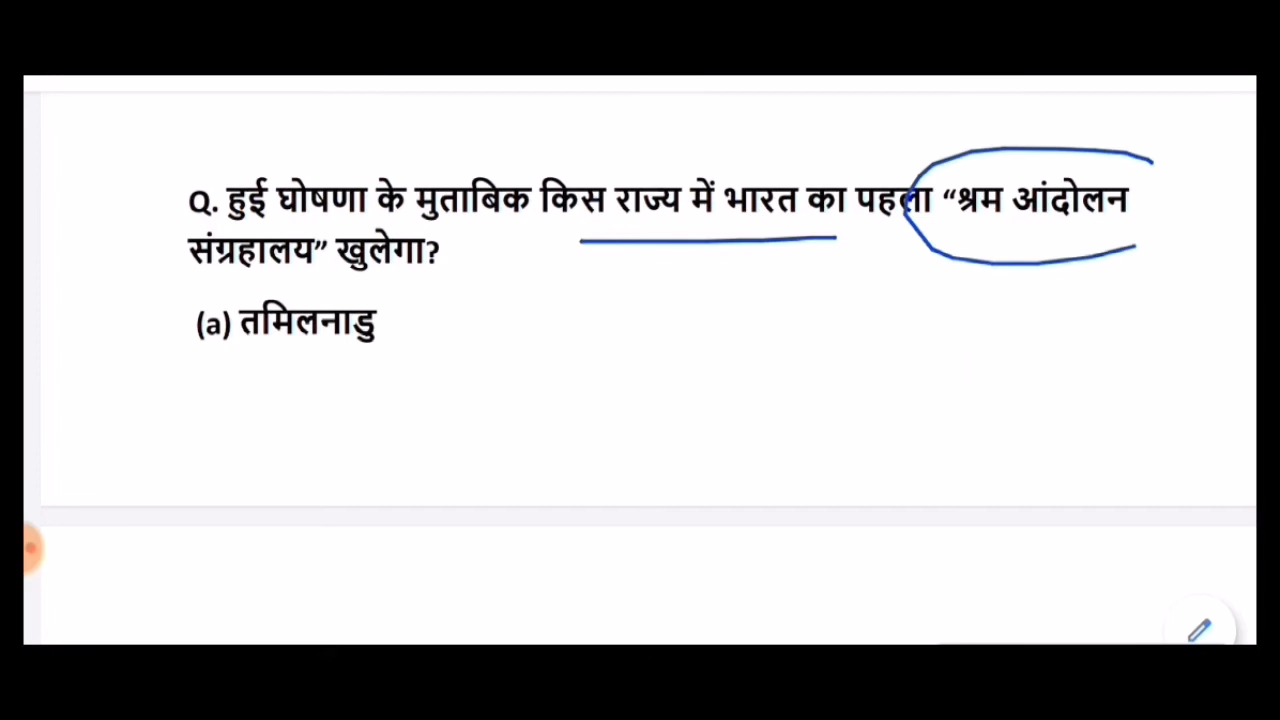 Q. हुई घोषणा के मुताबिक किस राज्य में भारत का पहला “श्रम आंदोलन
संग्रहालय” खुलेगा?
(a) तमिलनाडु